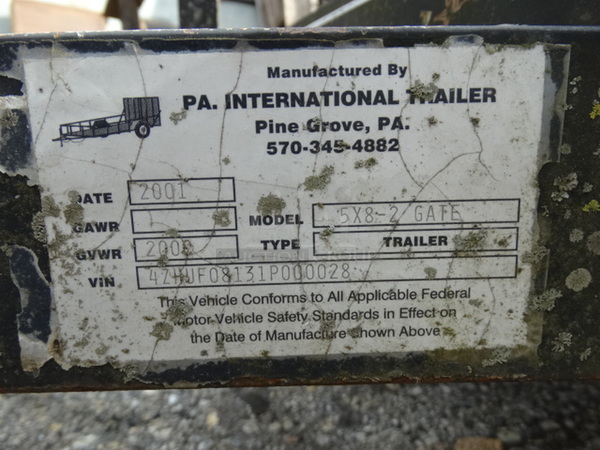 Manufactured By
PA. INTERNATIONAL TRAILER
Pine Grove, PA.
570-345-4882
DATE 2001
GAWR MODEL 5X8-2 GATE
GVWR 2000 TYPE TRAILER
VIN
This Vehicle Conforms to All Applicable Federal
Motor Vehicle Safety Standards in Effect on
the Date of Manufacture Shown Above